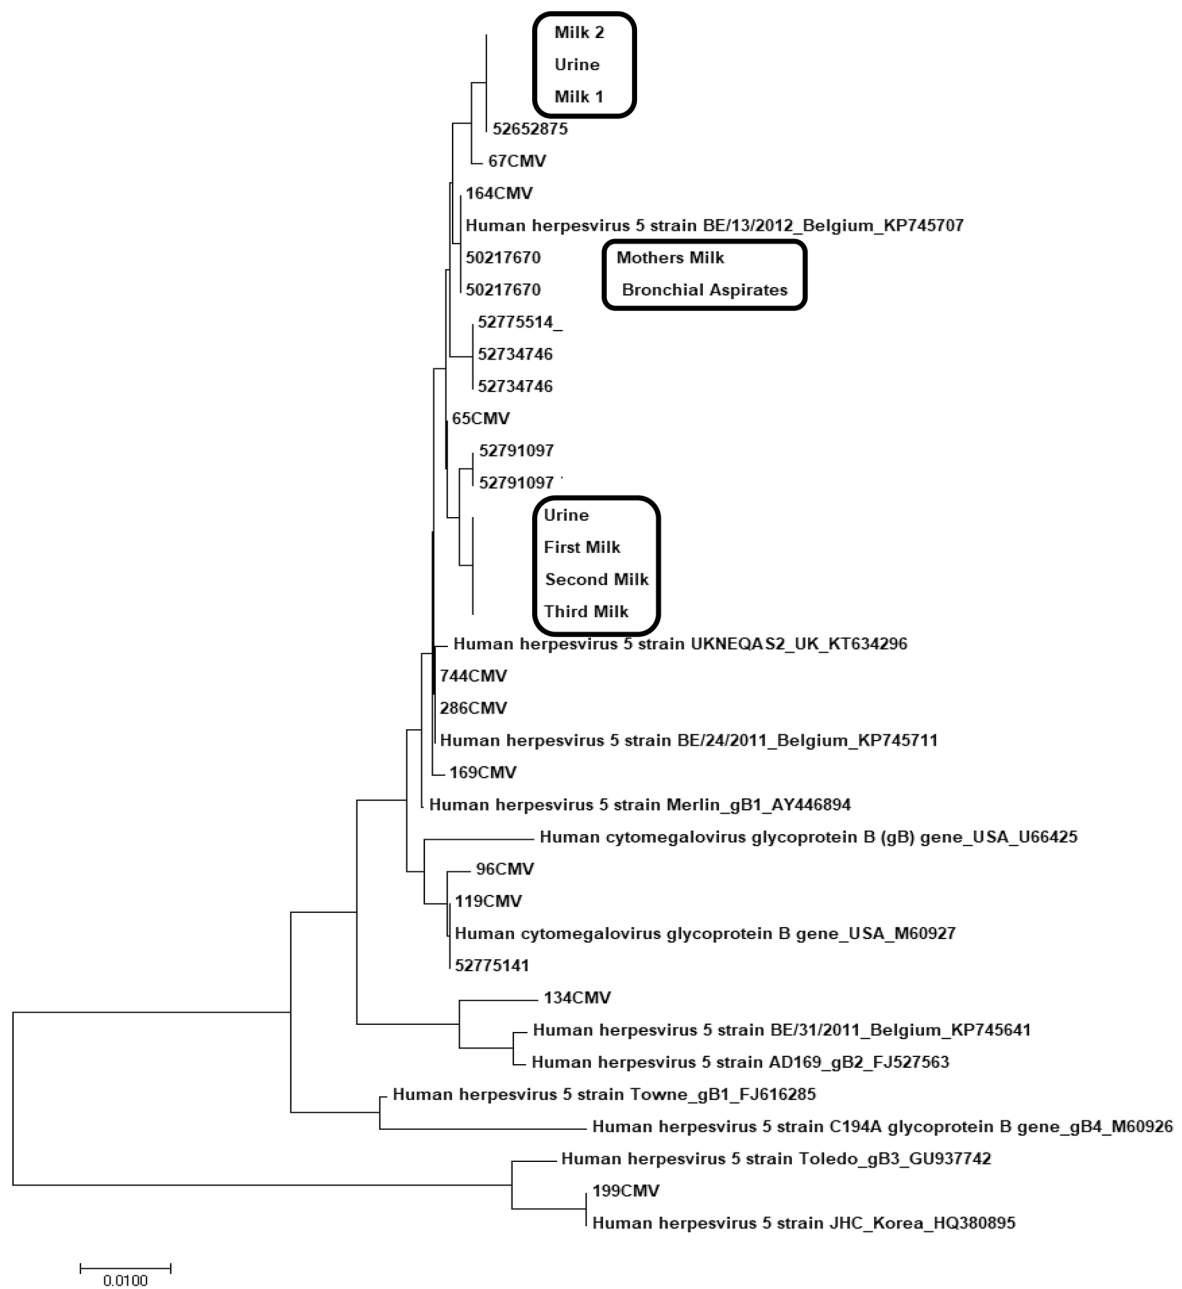 Milk 2
Urine
Milk 1
52652875
67CMV
164CMV
Human herpesvirus 5 strain BE/13/2012_Belgium_KP745707
50217670 Mothers Milk
50217670 Bronchial Aspirates
52775514_
52734746
52734746
65CMV
52791097
52791097
Urine
First Milk
Second Milk
Third Milk
Human herpesvirus 5 strain UKNEQAS2_UK_KT634296
744CMV
286CMV
Human herpesvirus 5 strain BE/24/2011_Belgium_KP745711
169CMV
Human herpesvirus 5 strain Merlin_gB1_AY446894
Human cytomegalovirus glycoprotein B (gB) gene_USA_U66425
96CMV
119CMV
Human cytomegalovirus glycoprotein B gene_USA_M60927
52775141
134CMV
Human herpesvirus 5 strain BE/31/2011_Belgium_KP745641
Human herpesvirus 5 strain AD169_gB2_FJ527563
Human herpesvirus 5 strain Towne_gB1_FJ616285
Human herpesvirus 5 strain C194A glycoprotein B gene_gB4_M60926
Human herpesvirus 5 strain Toledo_gB3_GU937742
199CMV
Human herpesvirus 5 strain JHC_Korea_HQ380895
0.0100